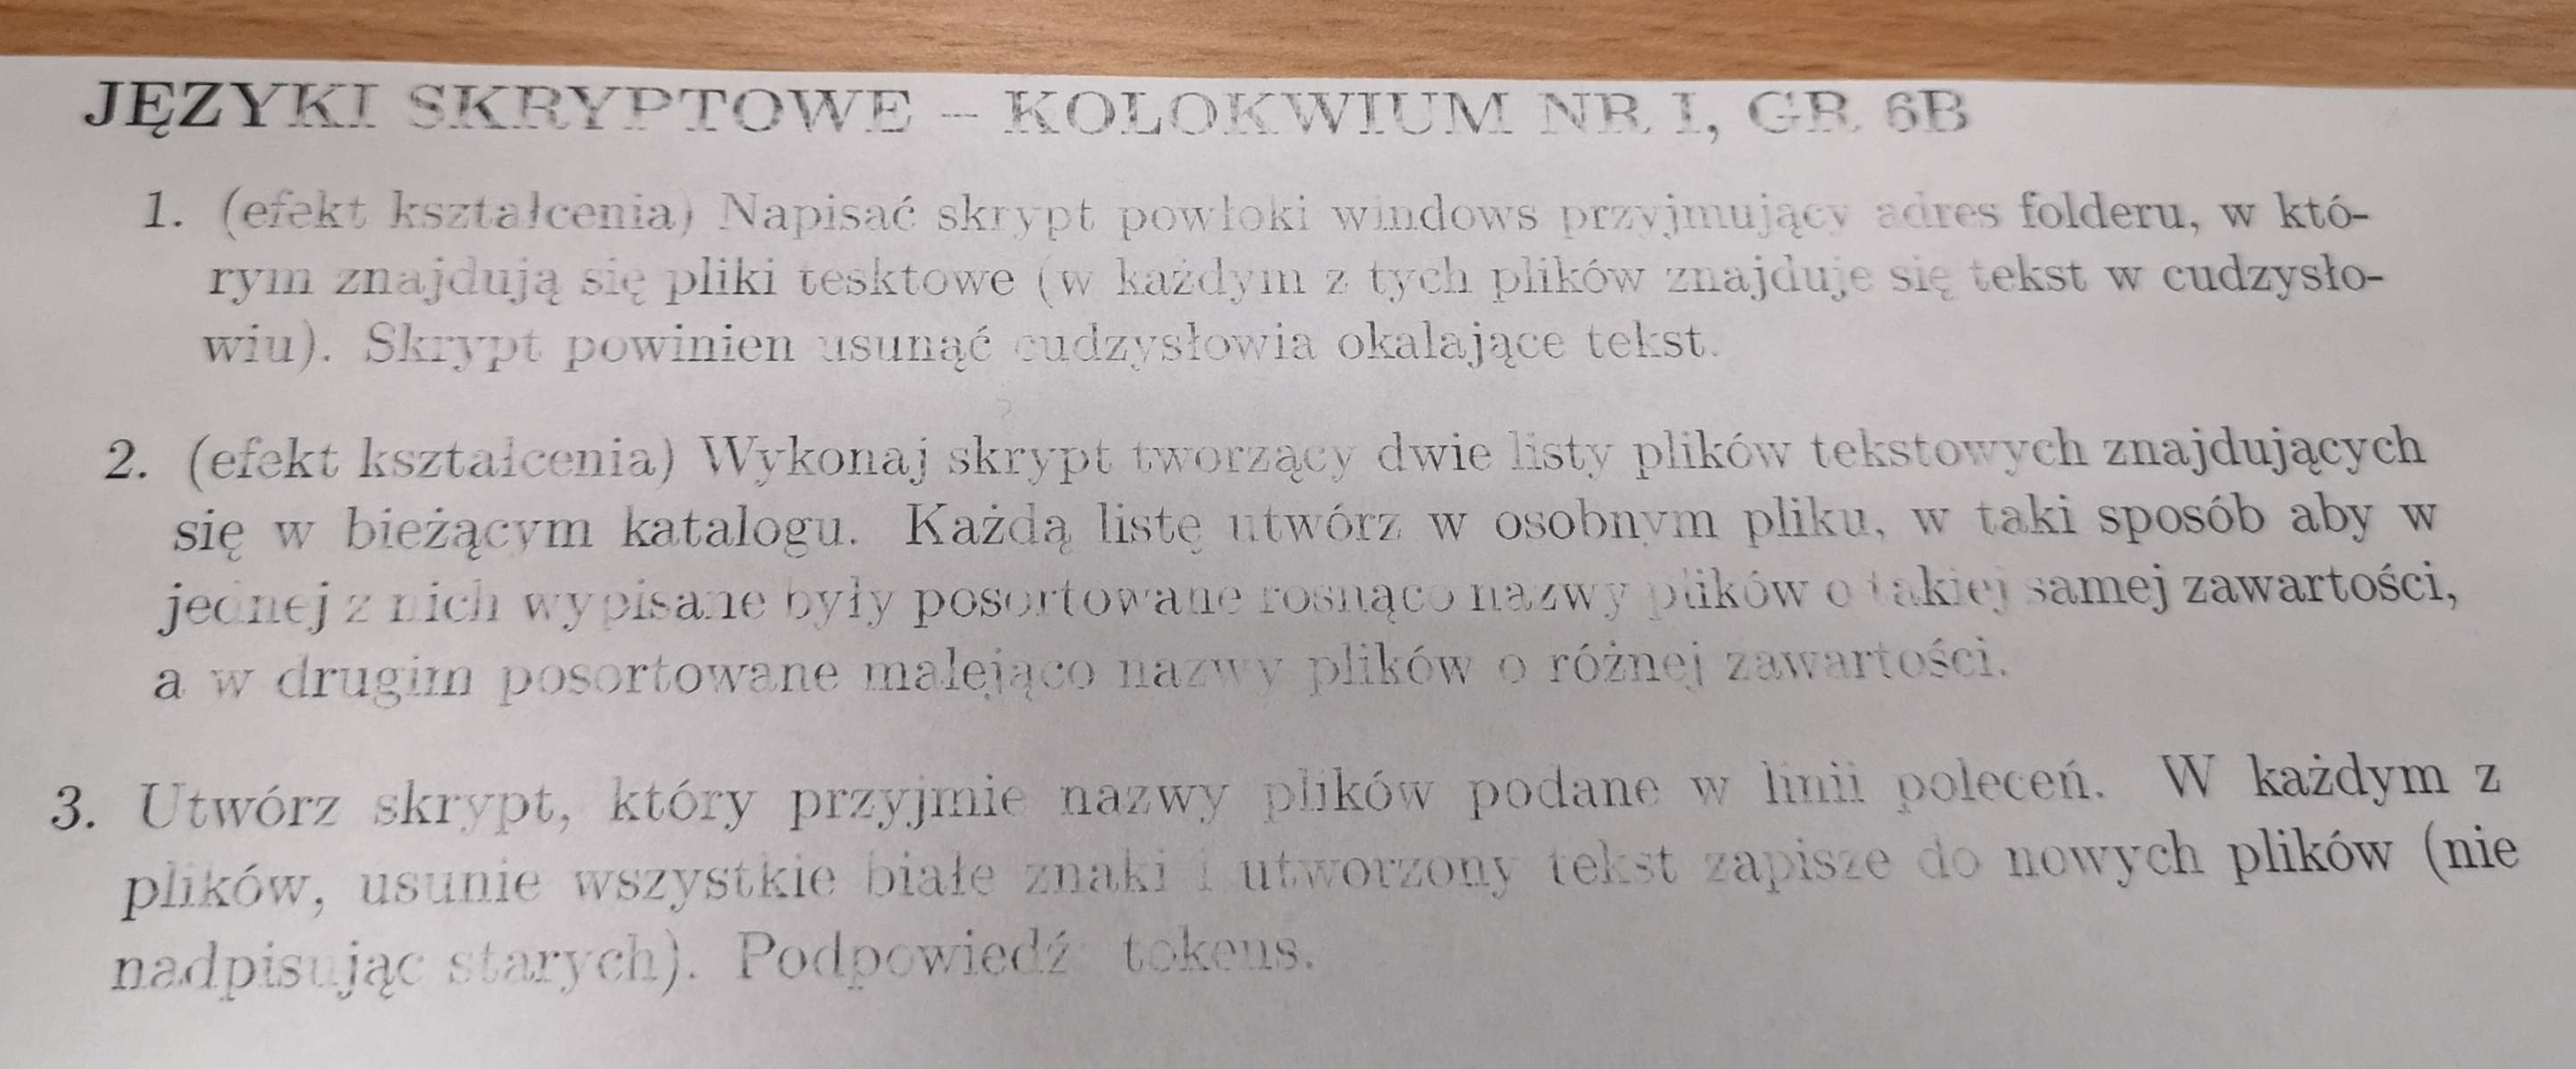 JĘZYKI SKRYPTOWE – KOLOKWIUM NR I, GR 6B
1. (efekt kształcenia) Napisać skrypt powłoki windows przyjmujący adres folderu, w któ-
rym znajdują się pliki tesktowe (w każdym z tych plików znajduje się tekst w cudzysło-
wiu). Skrypt powinien usunąć cudzysłowia okalające tekst.
2. (efekt kształcenia) Wykonaj skrypt tworzący dwie listy plików tekstowych znajdujących
się w bieżącym katalogu. Każdą listę utwórz w osobnym pliku, w taki sposób aby w
jednej z nich wypisane były posortowane rosnąco nazwy plików o takiej samej zawartości,
a w drugim posortowane malejąco nazwy plików o różnej zawartości.
3. Utwórz skrypt, który przyjmie nazwy plików podane w linii poleceń. W każdym z
plików, usunie wszystkie białe znaki i utworzony tekst zapisze do nowych plików (nie
nadpisując starych). Podpowiedź: tokens.